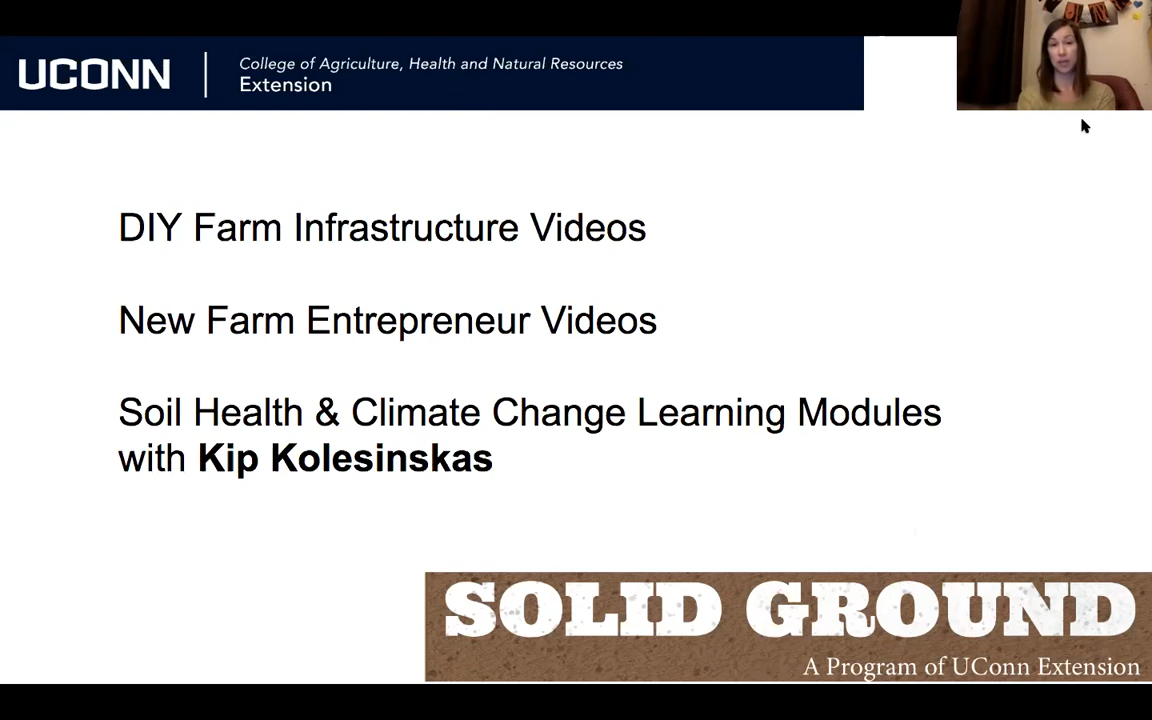 UCONN
College of Agriculture, Health and Natural Resources
Extension
DIY Farm Infrastructure Videos
New Farm Entrepreneur Videos
Soil Health & Climate Change Learning Modules
with Kip Kolesinskas
SOLID GROUND
A Program of UConn Extension